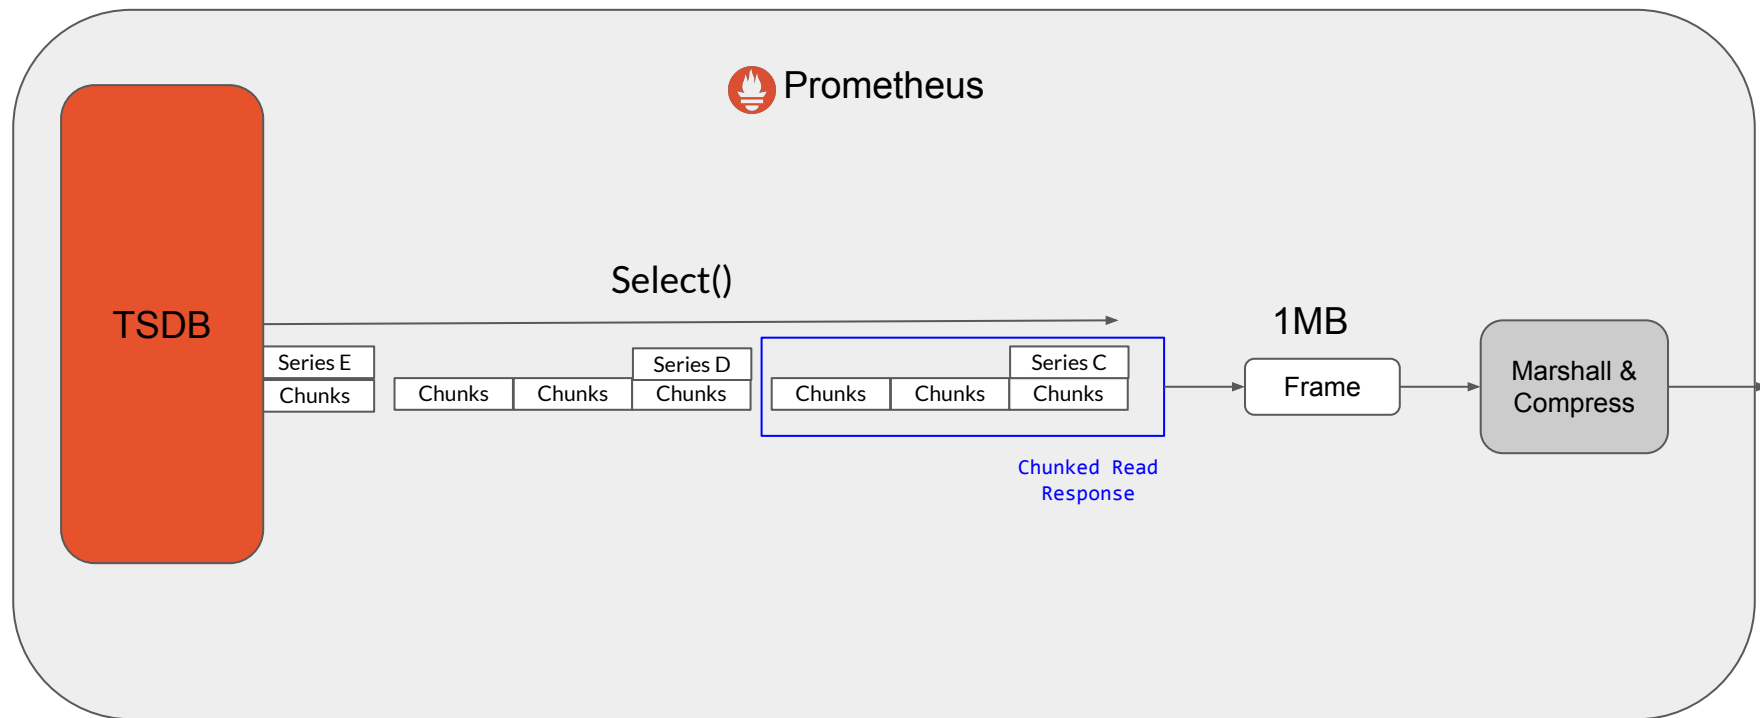 Prometheus
TSDB
Select()
1MB
Series E
Series D
Series C
Chunks
Chunks
Chunks
Chunks
Chunks
Chunks
Chunks
Frame
Marshall &
Compress
Chunked Read
Response